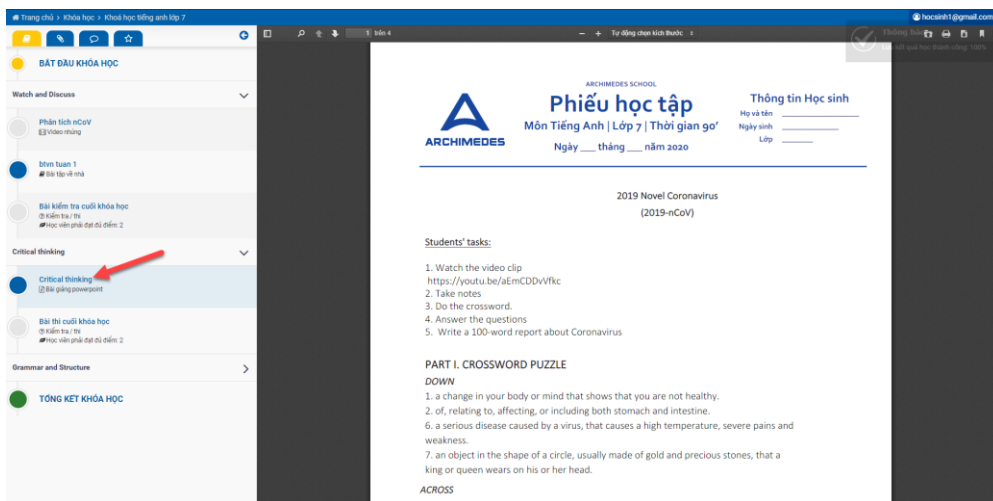 Trang chủ > Khóa học > Khoá học tiếng anh lớp 7
hocsinh1@gmail.com
BẮT ĐẦU KHÓA HỌC
Watch and Discuss
Phân tích nCoV
Video nhúng
btvn tuan 1
Bài tập về nhà
Bài kiểm tra cuối khóa học
Kiểm tra / thi
Học viên phải đạt đủ điểm: 2
Critical thinking
Critical thinking
Bài giảng powerpoint
Bài thi cuối khóa học
Kiểm tra / thi
Học viên phải đạt đủ điểm: 2
Grammar and Structure
TỔNG KẾT KHÓA HỌC
1 trên 4
Tự động chọn kích thước
Thông báo
kết quả học thành công: 100%
ARCHIMEDES
ARCHIMEDES SCHOOL
Phiếu học tập
Môn Tiếng Anh | Lớp 7 | Thời gian 90’
Ngày ___ tháng ___ năm 2020
Thông tin Học sinh
Họ và tên
Ngày sinh
Lớp
2019 Novel Coronavirus
(2019-nCoV)
Students' tasks:
1. Watch the video clip
https://youtu.be/aEmCDDvVfkc
2. Take notes
3. Do the crossword.
4. Answer the questions
5. Write a 100-word report about Coronavirus
PART I. CROSSWORD PUZZLE
DOWN
1. a change in your body or mind that shows that you are not healthy.
2. of, relating to, affecting, or including both stomach and intestine.
6. a serious disease caused by a virus, that causes a high temperature, severe pains and
weakness.
7. an object in the shape of a circle, usually made of gold and precious stones, that a
king or queen wears on his or her head.
ACROSS